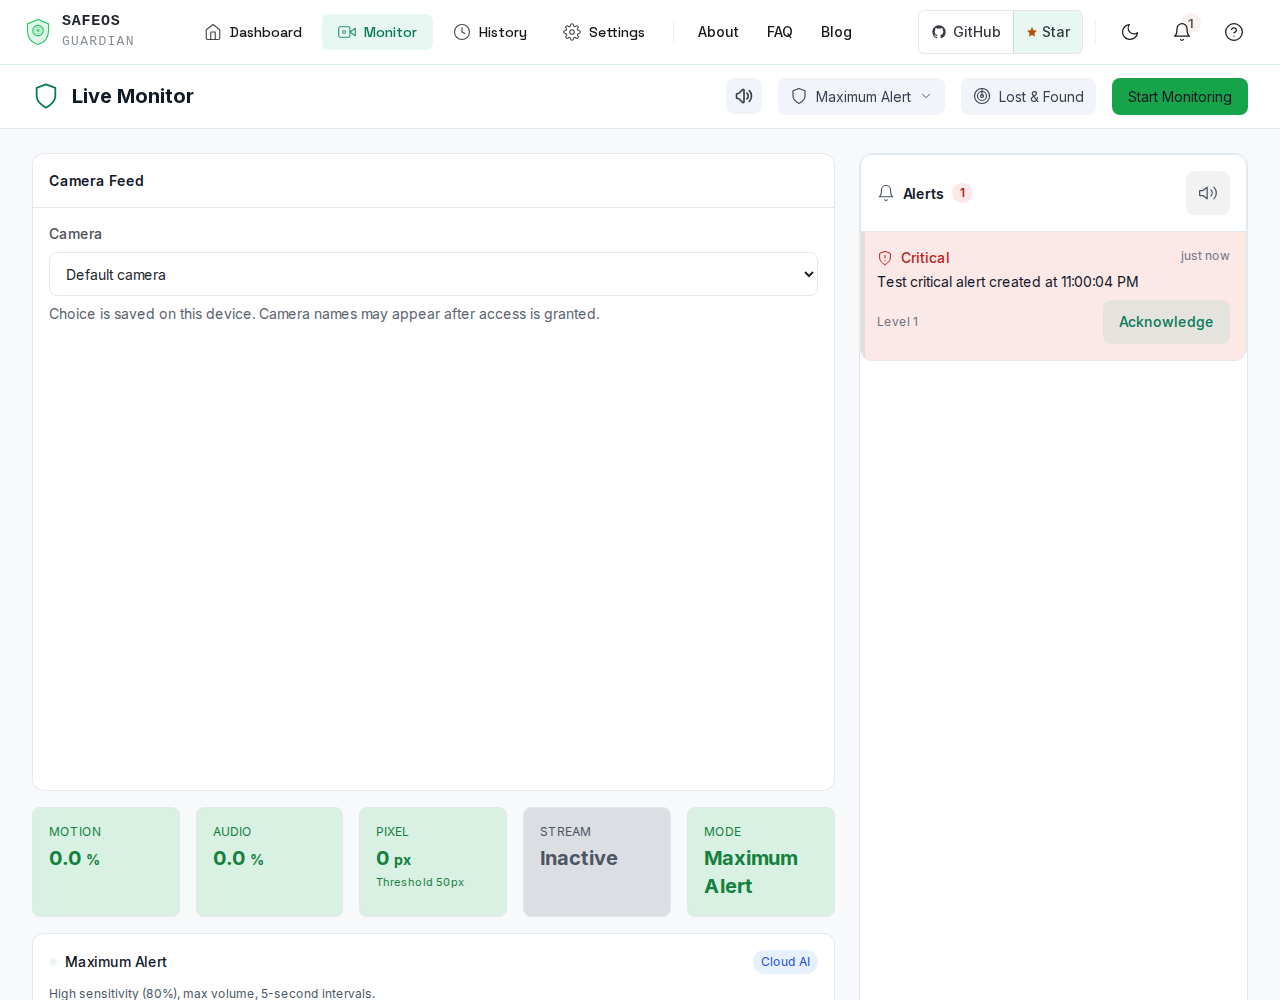 SAFEOS
GUARDIAN
Dashboard
Monitor
History
Settings
About
FAQ
Blog
GitHub
Star
1
Live Monitor
Maximum Alert
Lost & Found
Start Monitoring
Camera Feed
Camera
Default camera
Choice is saved on this device. Camera names may appear after access is granted.
Alerts
1
Critical
just now
Test critical alert created at 11:00:04 PM
Level 1
Acknowledge
MOTION
0.0 %
AUDIO
0.0 %
PIXEL
0 px
Threshold 50px
STREAM
Inactive
MODE
Maximum
Alert
Maximum Alert
Cloud AI
High sensitivity (80%), max volume, 5-second intervals.